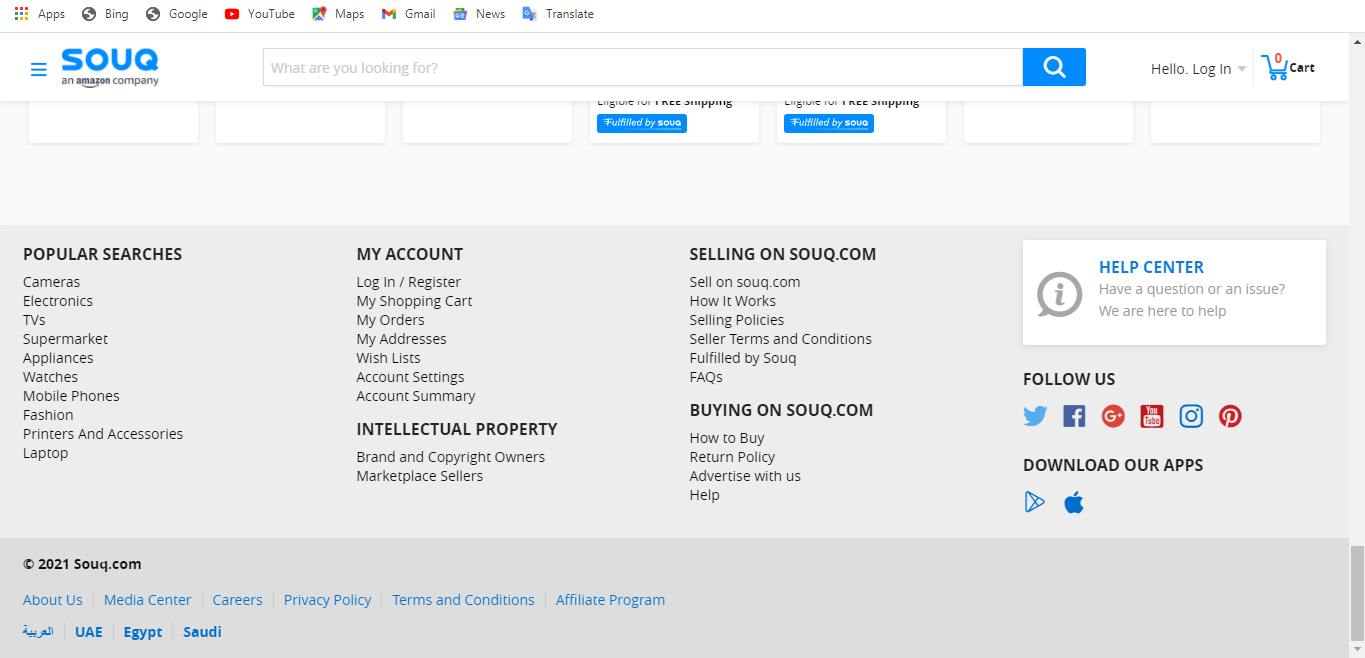 Apps Bing Google YouTube Maps Gmail News Translate
SOUQ
an amazon company
What are you looking for?
Hello. Log In
0
Cart
Eligible for FREE Shipping
Fulfilled by souq
Eligible for FREE Shipping
Fulfilled by souq
POPULAR SEARCHES
Cameras
Electronics
TVs
Supermarket
Appliances
Watches
Mobile Phones
Fashion
Printers And Accessories
Laptop
MY ACCOUNT
Log In / Register
My Shopping Cart
My Orders
My Addresses
Wish Lists
Account Settings
Account Summary
INTELLECTUAL PROPERTY
Brand and Copyright Owners
Marketplace Sellers
SELLING ON SOUQ.COM
Sell on souq.com
How It Works
Selling Policies
Seller Terms and Conditions
Fulfilled by Souq
FAQs
BUYING ON SOUQ.COM
How to Buy
Return Policy
Advertise with us
Help
HELP CENTER
Have a question or an issue?
We are here to help
FOLLOW US
You
Tube
DOWNLOAD OUR APPS
© 2021 Souq.com
About Us Media Center Careers Privacy Policy Terms and Conditions Affiliate Program
العربية UAE Egypt Saudi